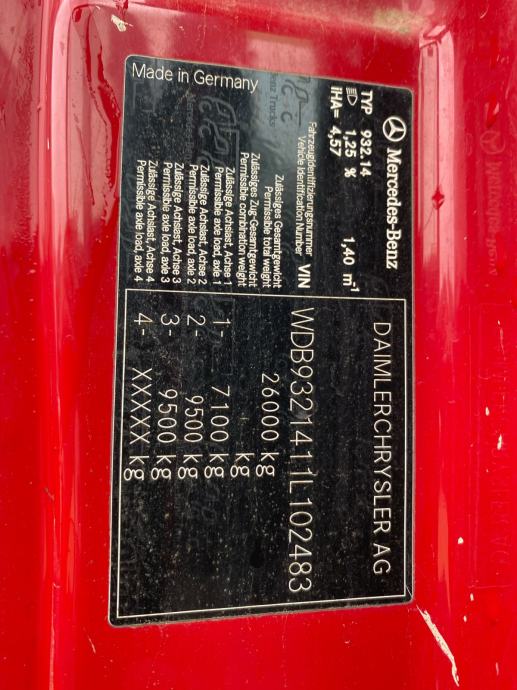 Mercedes-Benz
DAIMLERCHRYSLER AG
TYP 932.14
1,25 % 1,40 m⁻¹
IHA= 4,57
Fahrzeugidentifizierungsnummer
Vehicle Identification Number VIN WDB9321411L102483
Zulässiges Gesamtgewicht
Permissible total weight 26000 kg
Zulässiges Zug-Gesamtgewicht
Permissible combination weight kg
Zulässige Achslast, Achse 1
Permissible axle load, axle 1 1- 7100 kg
Zulässige Achslast, Achse 2
Permissible axle load, axle 2 2- 9500 kg
Zulässige Achslast, Achse 3
Permissible axle load, axle 3 3- 9500 kg
Zulässige Achslast, Achse 4
Permissible axle load, axle 4 4- XXXXX kg
Made in Germany